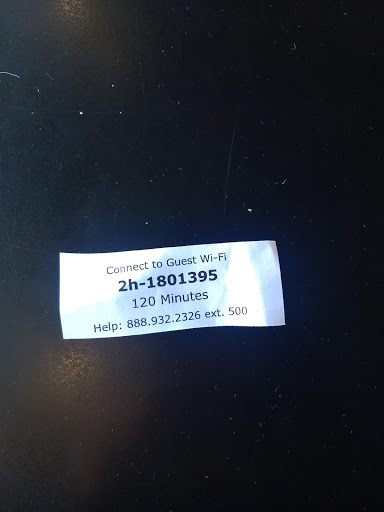 Connect to Guest Wi-Fi
2h-1801395
120 Minutes
Help: 888.932.2326 ext. 500